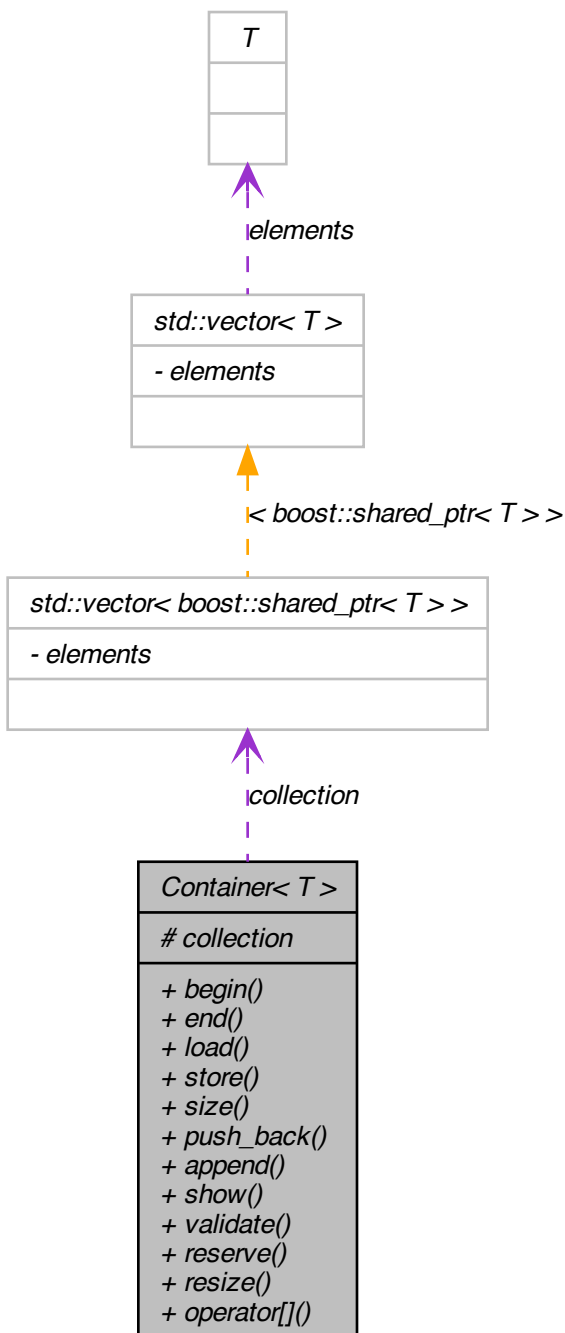 T
elements
std::vector< T >
- elements
< boost::shared_ptr< T > >
std::vector< boost::shared_ptr< T > >
- elements
collection
Container< T >
# collection
+ begin()
+ end()
+ load()
+ store()
+ size()
+ push_back()
+ append()
+ show()
+ validate()
+ reserve()
+ resize()
+ operator[]()